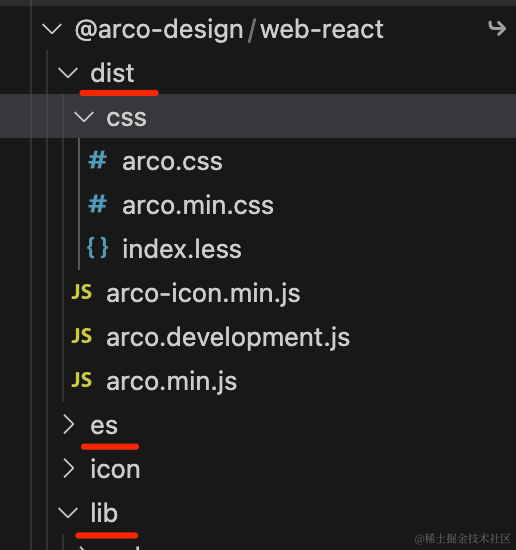 @arco-design/web-react
dist
css
# arco.css
# arco.min.css
{} index.less
JS arco-icon.min.js
JS arco.development.js
JS arco.min.js
es
icon
lib
@稀土掘金技术社区